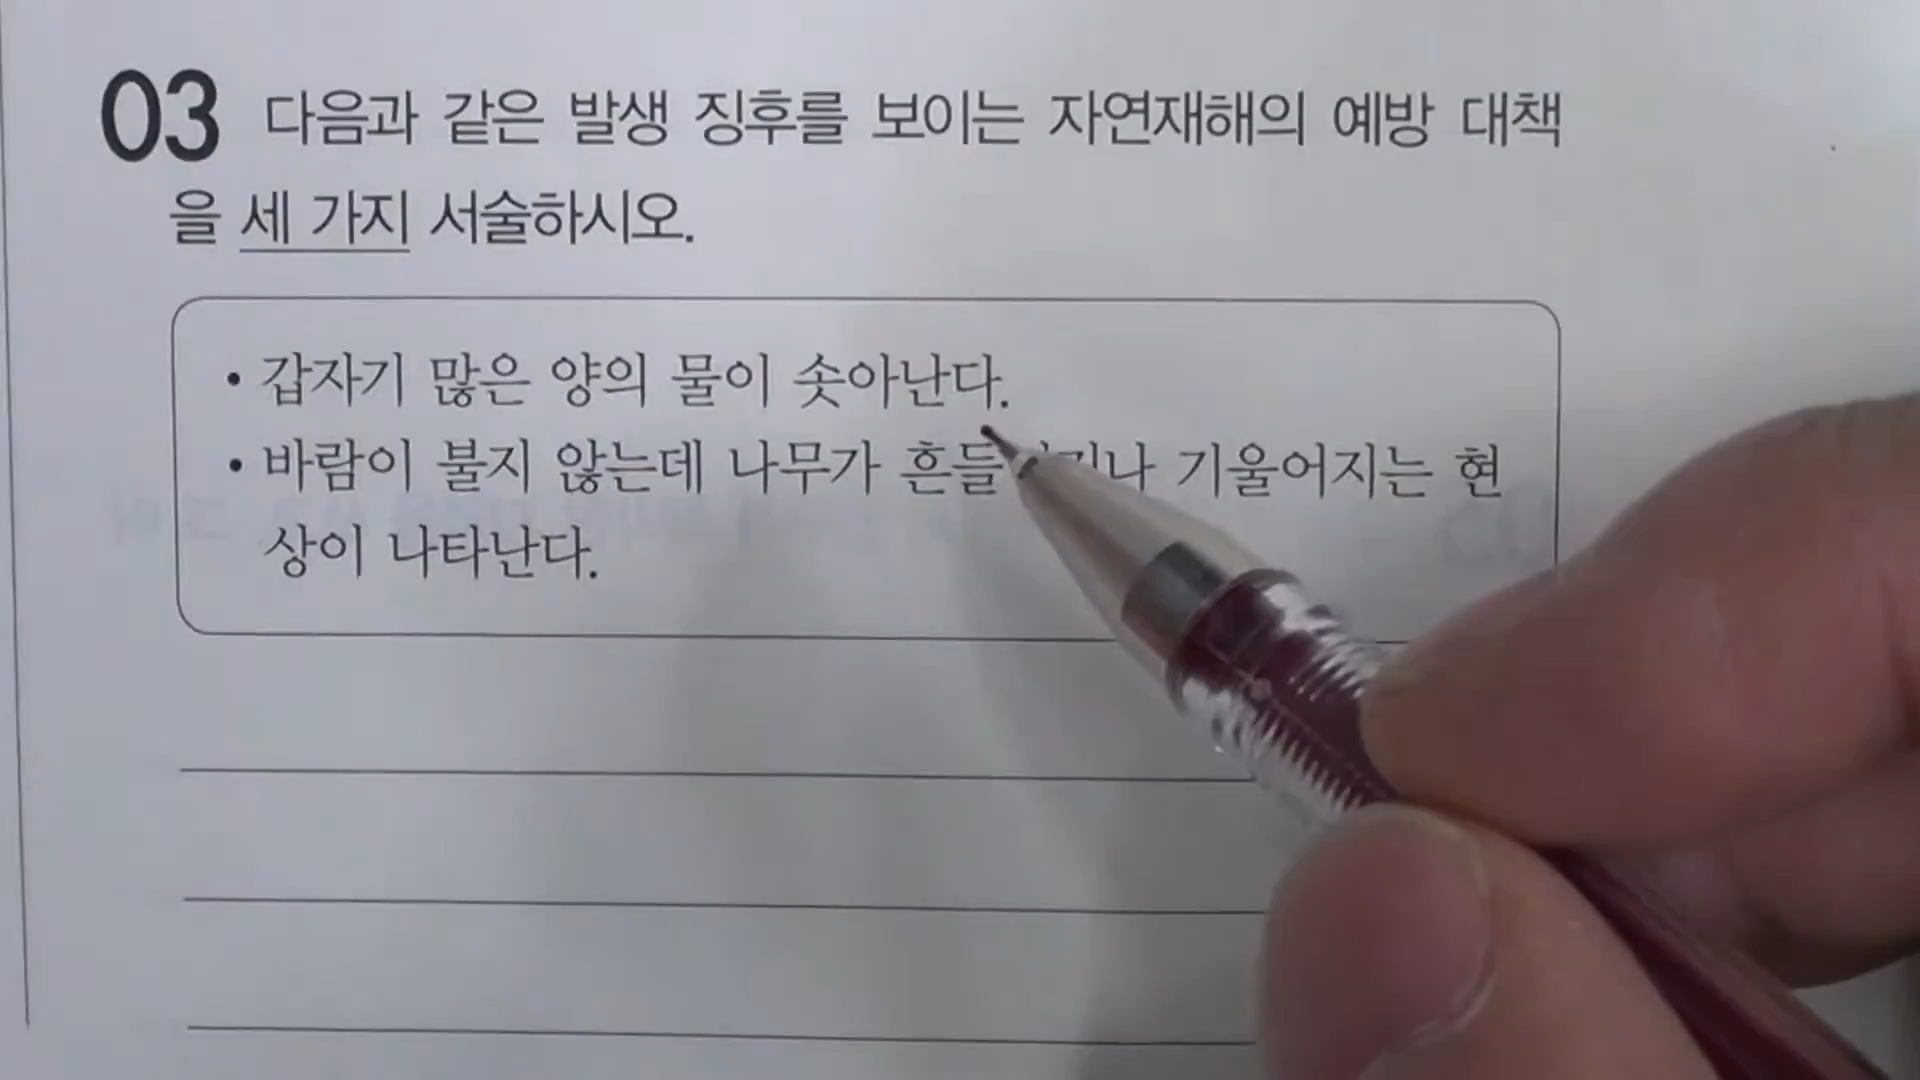 03 다음과 같은 발생 징후를 보이는 자연재해의 예방 대책
을 세 가지 서술하시오.
• 갑자기 많은 양의 물이 솟아난다.
• 바람이 불지 않는데 나무가 기울어지는 현
상이 나타난다.